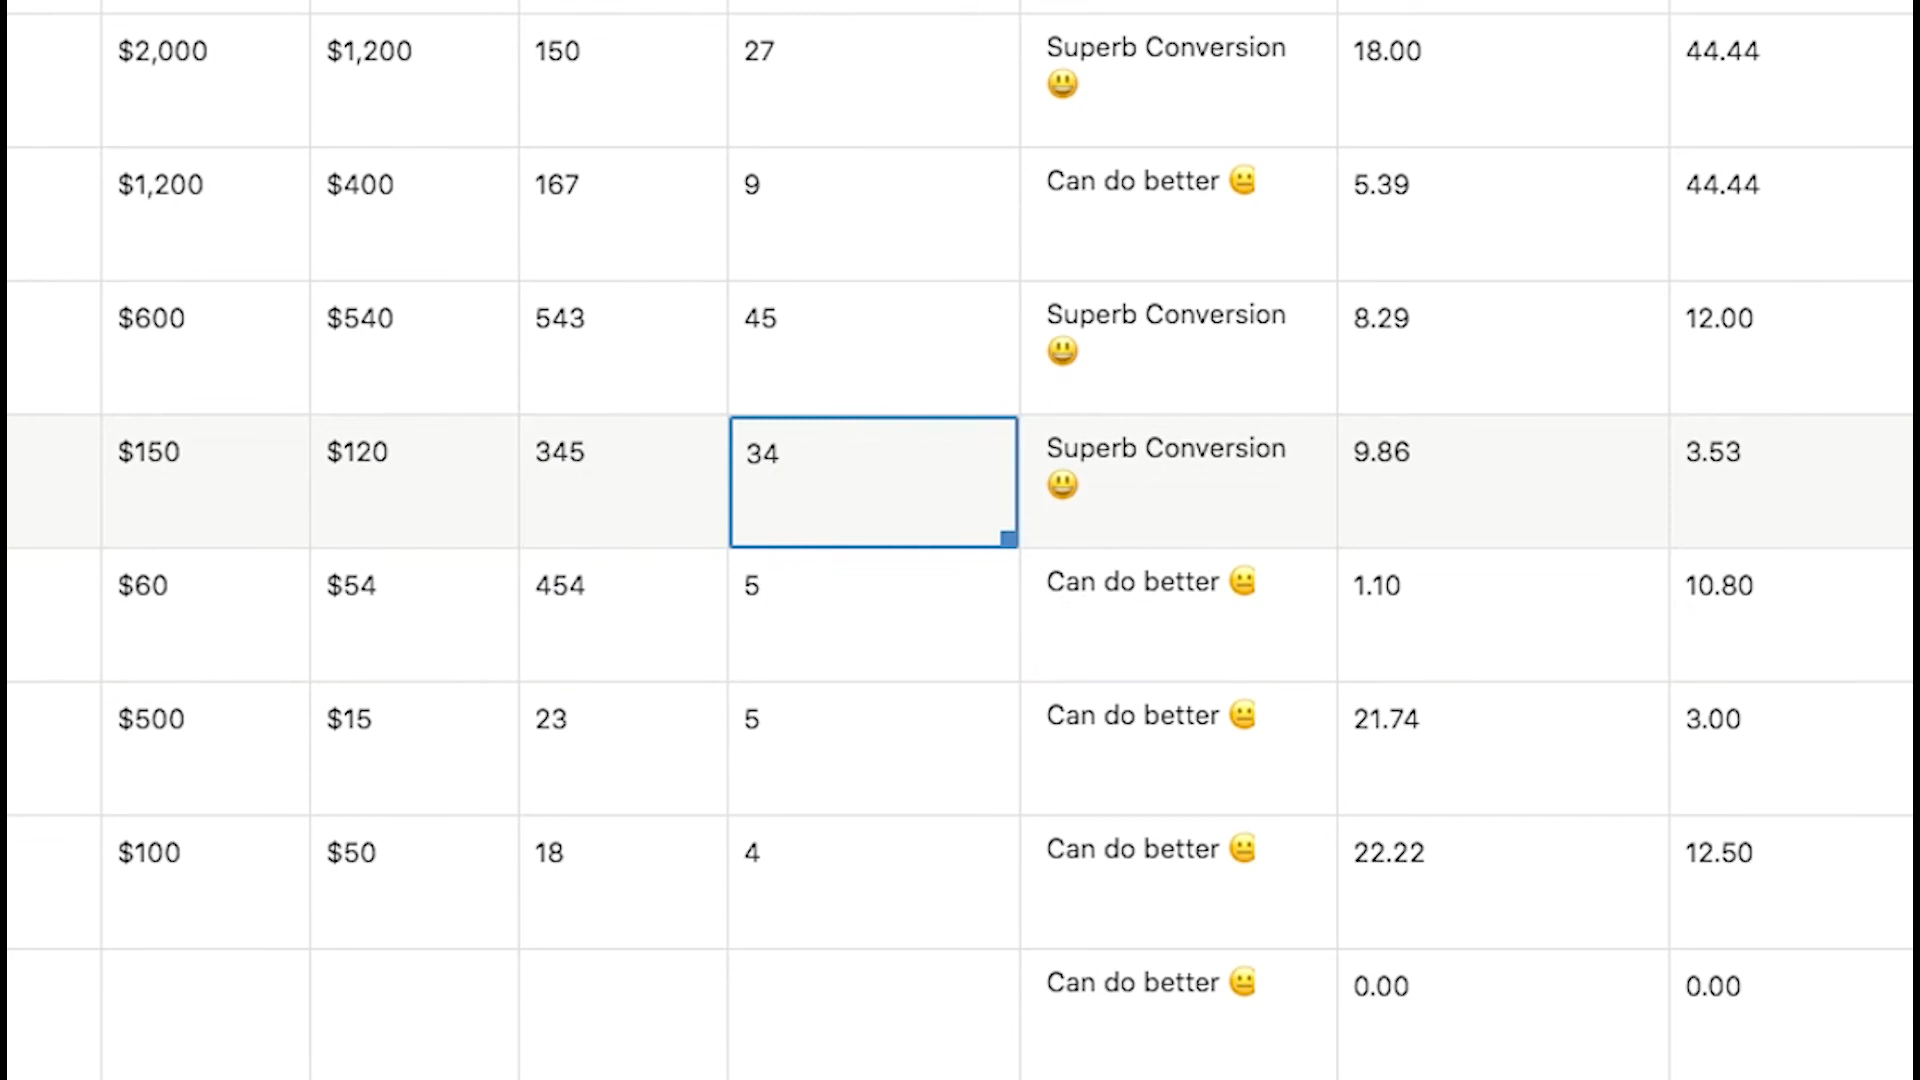 $2,000 $1,200 150 27 Superb Conversion 😃 18.00 44.44
$1,200 $400 167 9 Can do better 😐 5.39 44.44
$600 $540 543 45 Superb Conversion 😃 8.29 12.00
$150 $120 345 34 Superb Conversion 😃 9.86 3.53
$60 $54 454 5 Can do better 😐 1.10 10.80
$500 $15 23 5 Can do better 😐 21.74 3.00
$100 $50 18 4 Can do better 😐 22.22 12.50
Can do better 😐 0.00 0.00